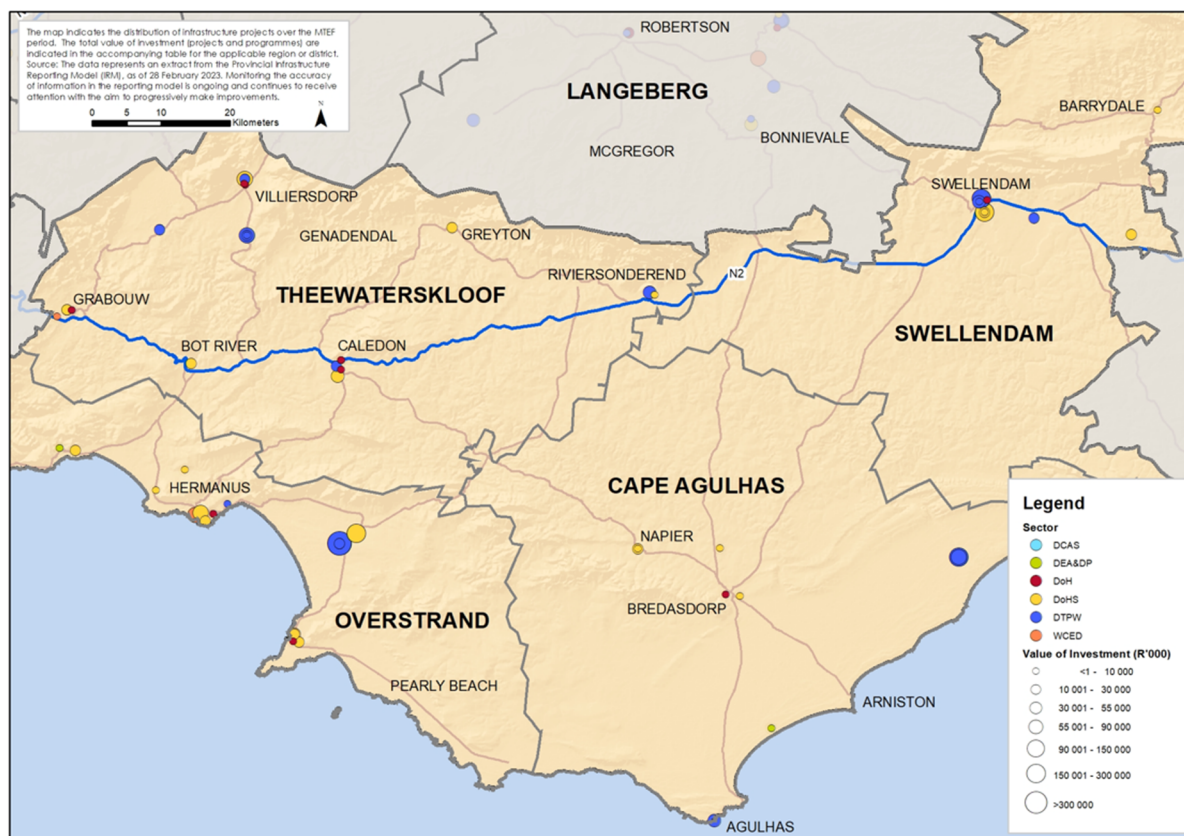 The map indicates the distribution of infrastructure projects over the MTEF
period. The total value of investment (projects and programmes) are
indicated in the accompanying table for the applicable region or district.
Source: The data represents an extract from the Provincial Infrastructure
Reporting Model (IRM), as of 28 February 2023. Monitoring the accuracy
of information in the reporting model is ongoing and continues to receive
attention with the aim to progressively make improvements.
0 5 10 20
Kilometers
N
ROBERTSON
LANGEBERG
BARRYDALE
BONNIEVALE
MCGREGOR
SWELLENDAM
VILLIERSDORP
GENADENDAL
GREYTON
RIVIERSONDEREND
N2
THEEWATERSKLOOF
GRABOUW
SWELLENDAM
BOT RIVER
CALEDON
CAPE AGULHAS
HERMANUS
NAPIER
BREDASDORP
OVERSTRAND
PEARLY BEACH
ARNISTON
AGULHAS
Legend
Sector
DCAS
DEA&DP
DoH
DoHS
DTPW
WCED
Value of Investment (R'000)
<1 - 10 000
10 001 - 30 000
30 001 - 55 000
55 001 - 90 000
90 001 - 150 000
150 001 - 300 000
>300 000